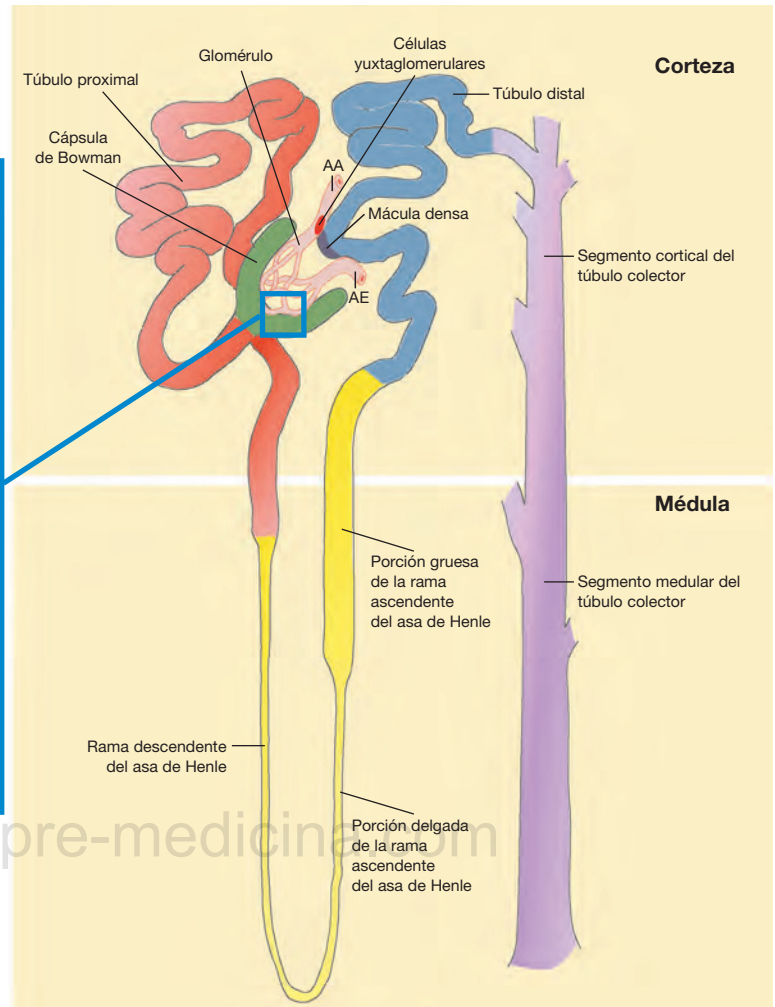 Corteza
Glomérulo
Células
yuxtaglomerulares
Túbulo proximal
Túbulo distal
Cápsula
de Bowman
AA
Mácula densa
AE
Segmento cortical del
túbulo colector
Médula
Porción gruesa
de la rama
ascendente
del asa de Henle
Segmento medular del
túbulo colector
Rama descendente
del asa de Henle
Porción delgada
de la rama
ascendente
del asa de Henle
pre-medicina.com